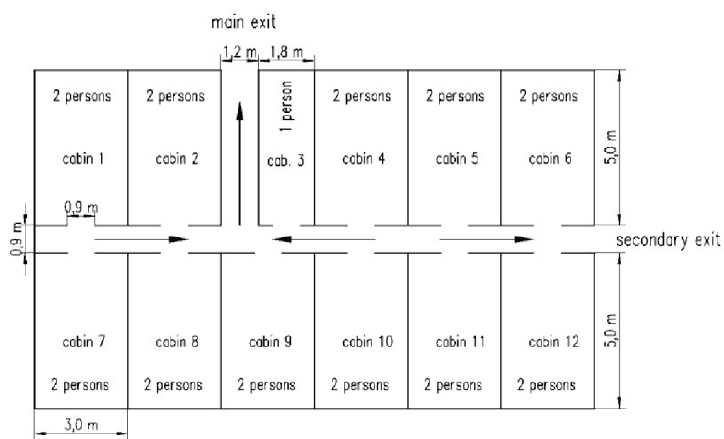 main exit
1,2 m 1,8 m
2 persons 2 persons 1 person 2 persons 2 persons 2 persons
cabin 1 cabin 2 cab. 3 cabin 4 cabin 5 cabin 6
5,0 m
0,9 m
0,9 m
secondary exit
cabin 7 cabin 8 cabin 9 cabin 10 cabin 11 cabin 12
5,0 m
2 persons 2 persons 2 persons 2 persons 2 persons 2 persons
3,0 m